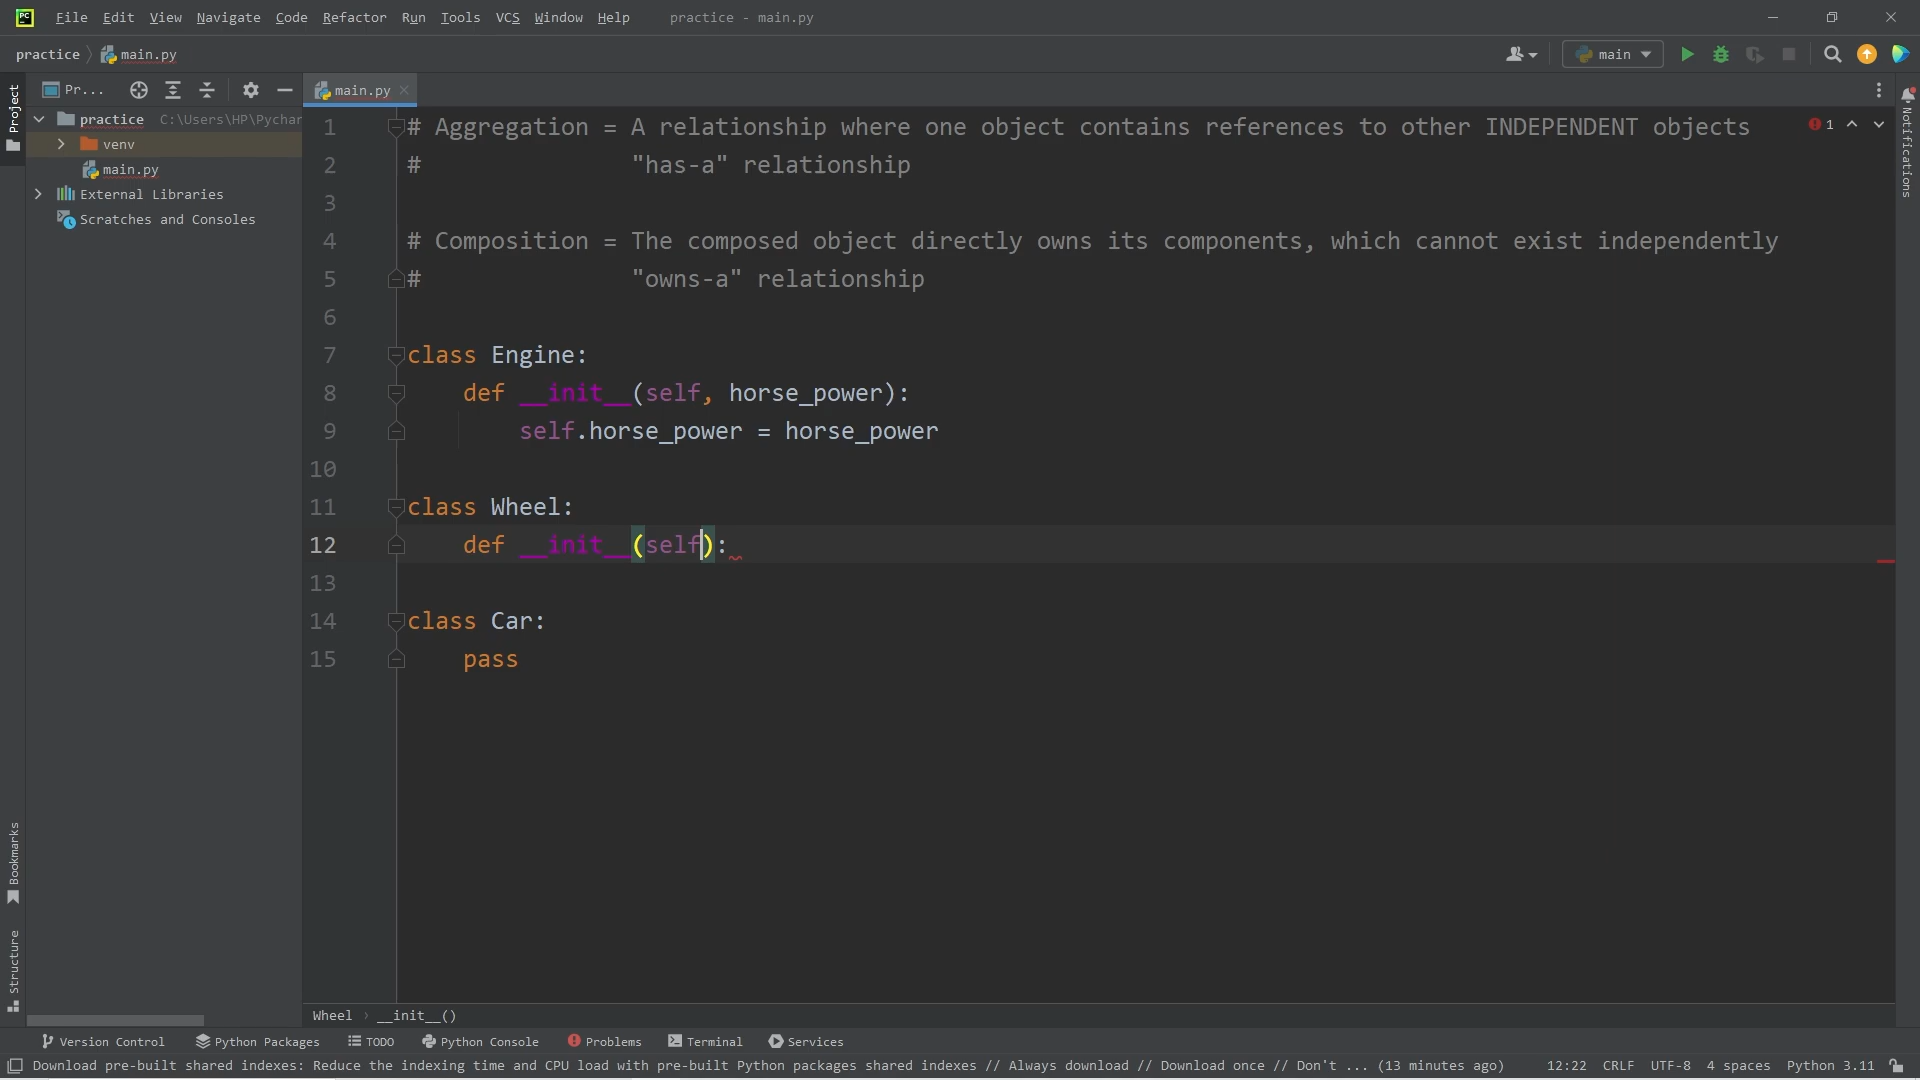 File Edit View Navigate Code Refactor Run Tools VCS Window Help practice - main.py
practice main.py main
Project
Pr... main.py
practice C:\Users\HP\Pychar
venv
main.py
External Libraries
Scratches and Consoles
Bookmarks
Structure
1 # Aggregation = A relationship where one object contains references to other INDEPENDENT objects
2 # "has-a" relationship
3
4 # Composition = The composed object directly owns its components, which cannot exist independently
5 # "owns-a" relationship
6
7 class Engine:
8 def __init__(self, horse_power):
9 self.horse_power = horse_power
10
11 class Wheel:
12 def __init__(self):
13
14 class Car:
15 pass
1
Notifications
Wheel __init__()
Version Control Python Packages TODO Python Console Problems Terminal Services
Download pre-built shared indexes: Reduce the indexing time and CPU load with pre-built Python packages shared indexes // Always download // Download once // Don't ... (13 minutes ago) 12:22 CRLF UTF-8 4 spaces Python 3.11